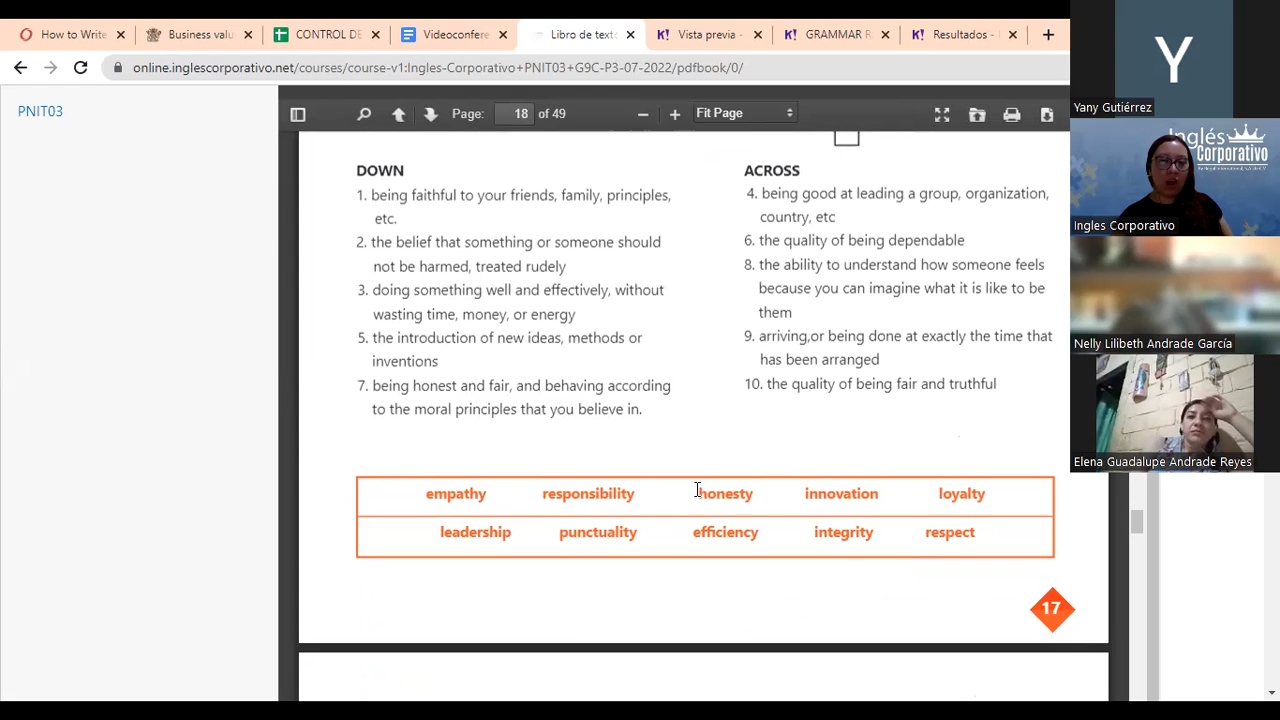 How to Write
Business valu
CONTROL DE
Videoconfere
Libro de texto
Vista previa -
GRAMMAR R
Resultados -
online.inglescorporativo.net/courses/course-v1:Ingles-Corporativo+PNIT03+G9C-P3-07-2022/pdfbook/0/
PNIT03
Page: 18 of 49
Fit Page
DOWN
1. being faithful to your friends, family, principles,
etc.
2. the belief that something or someone should
not be harmed, treated rudely
3. doing something well and effectively, without
wasting time, money, or energy
5. the introduction of new ideas, methods or
inventions
7. being honest and fair, and behaving according
to the moral principles that you believe in.
ACROSS
4. being good at leading a group, organization,
country, etc
6. the quality of being dependable
8. the ability to understand how someone feels
because you can imagine what it is like to be
them
9. arriving,or being done at exactly the time that
has been arranged
10. the quality of being fair and truthful
empathy responsibility honesty innovation loyalty
leadership punctuality efficiency integrity respect
17
Y
Yany Gutiérrez
Inglés
Corporativo
Ingles Corporativo
Nelly Lilibeth Andrade García
Elena Guadalupe Andrade Reyes